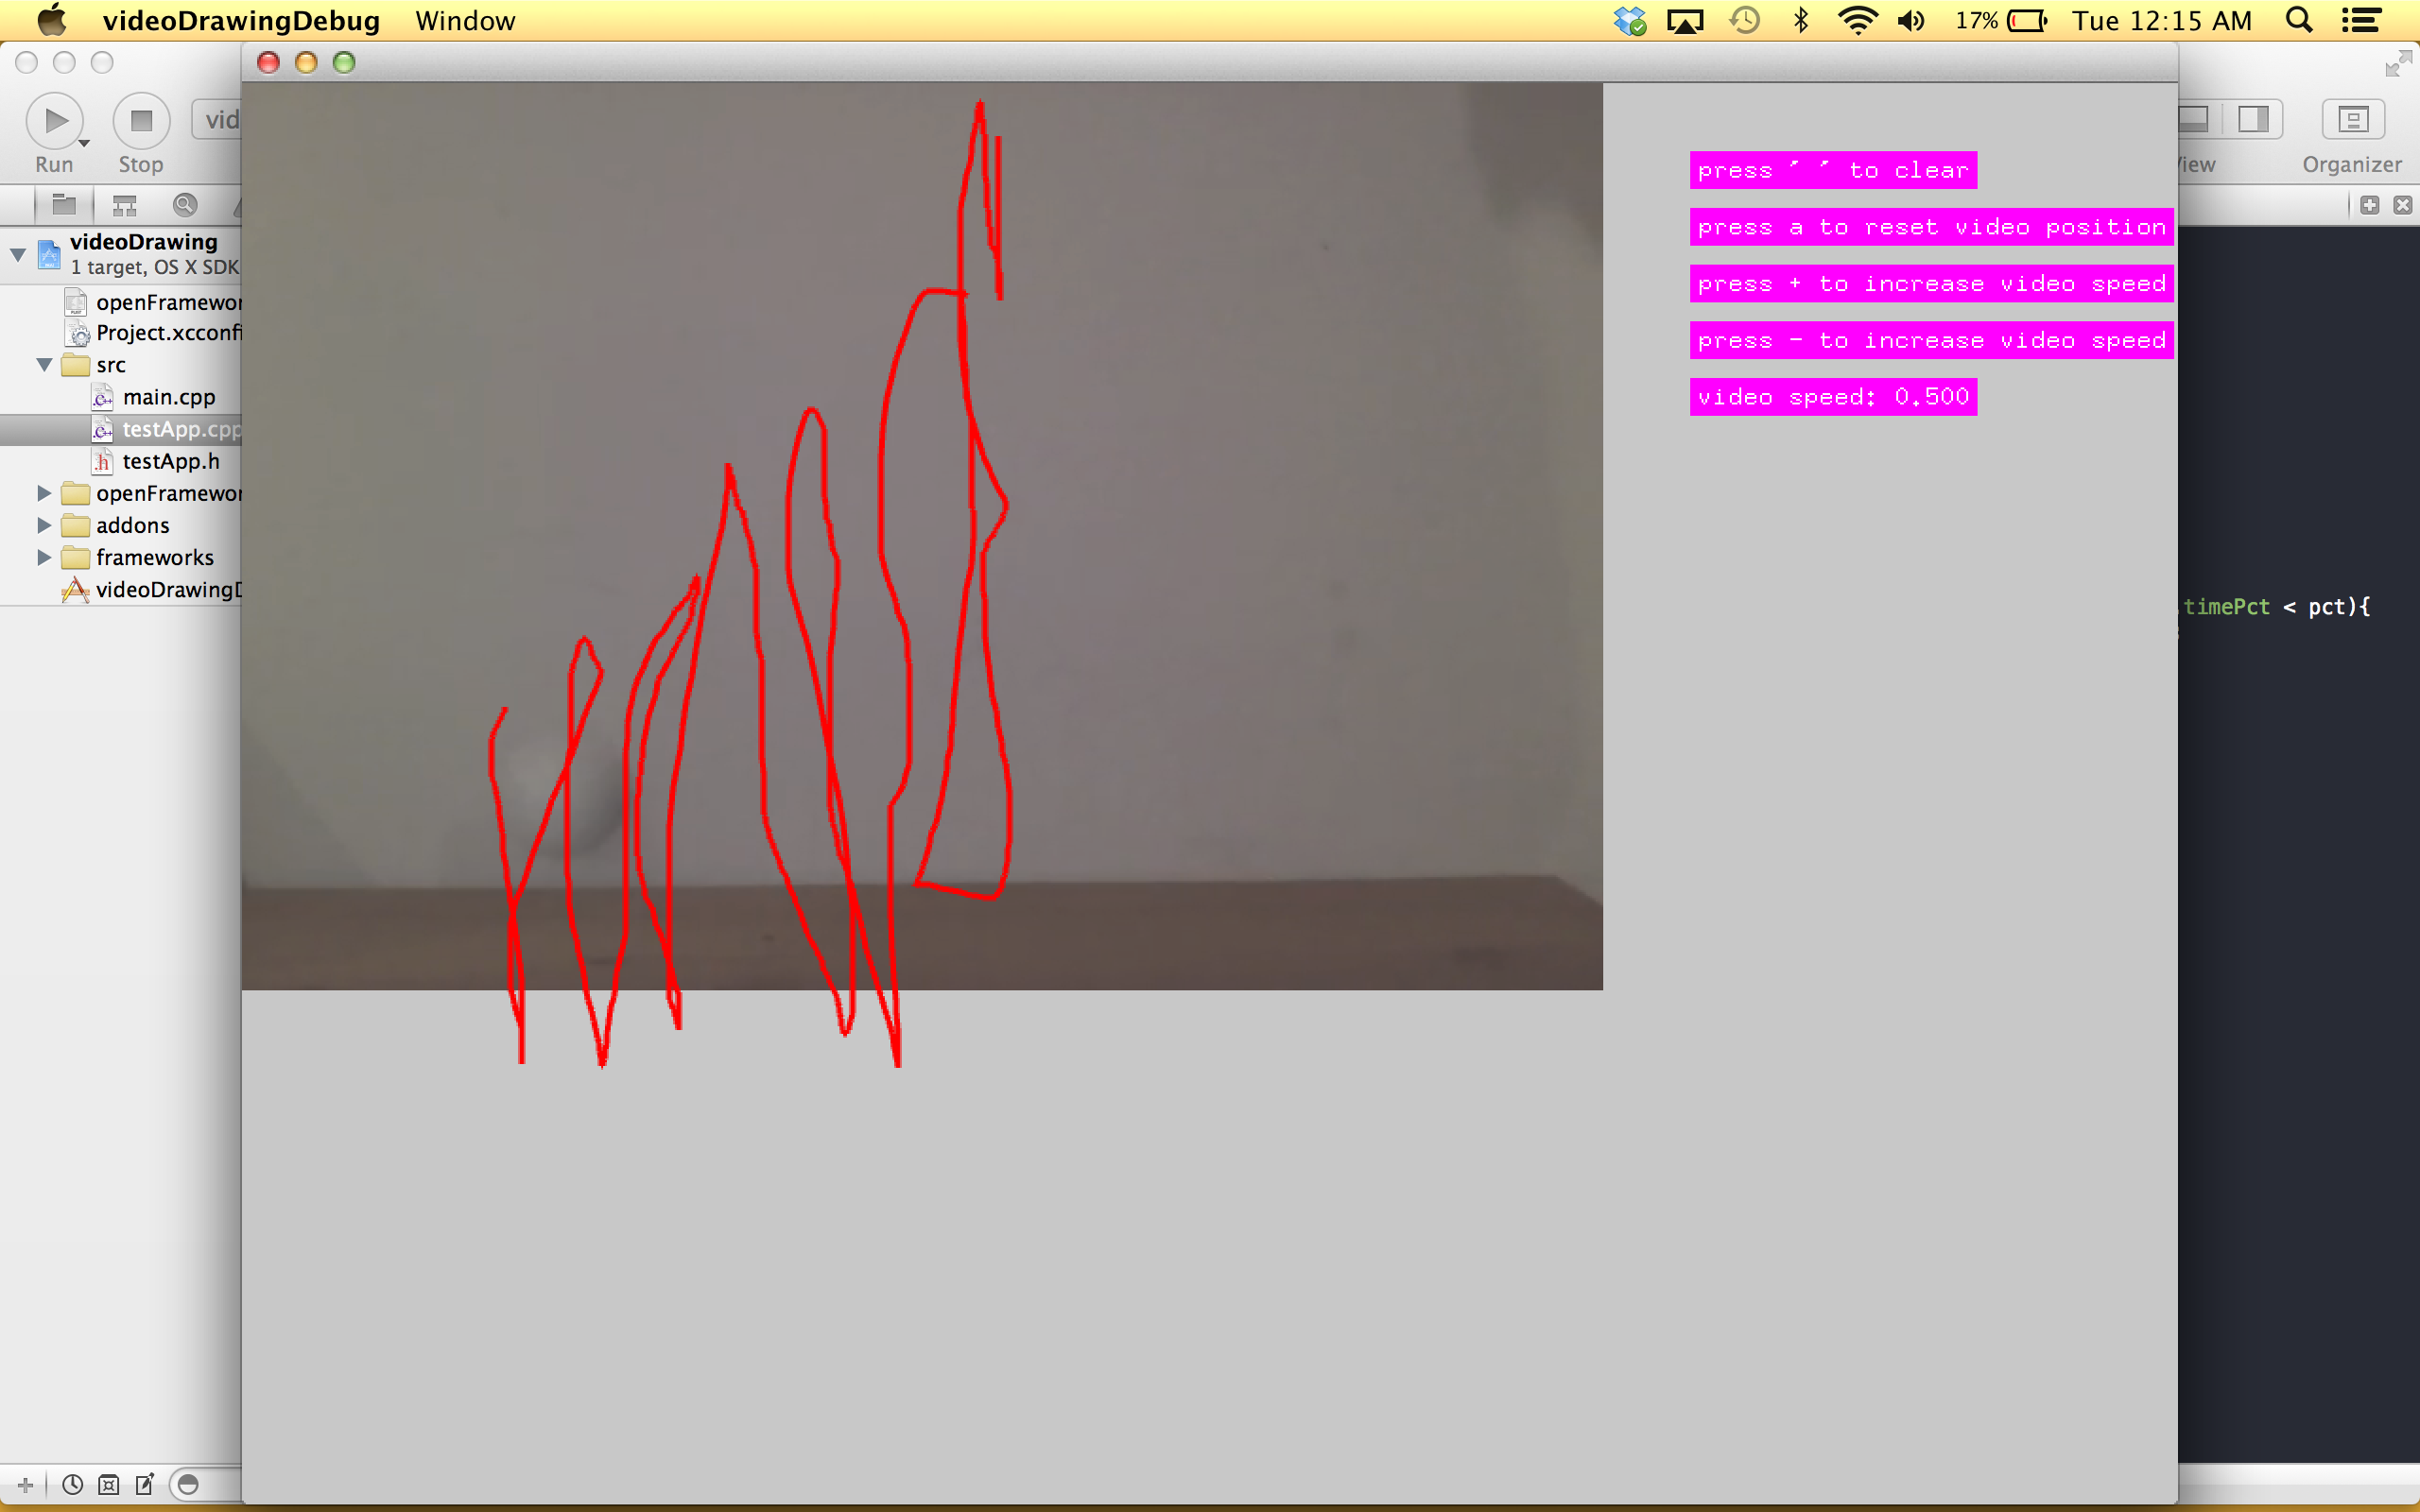 videoDrawingDebug Window 17% Tue 12:15 AM
Run Stop vid
View Organizer
videoDrawing
1 target, OS X SDK
openFramewor
Project.xcconfi
src
main.cpp
testApp.cpp
testApp.h
openFramewor
addons
frameworks
videoDrawingD
press ' ' to clear
press a to reset video position
press + to increase video speed
press - to increase video speed
video speed: 0.500
timePct < pct){